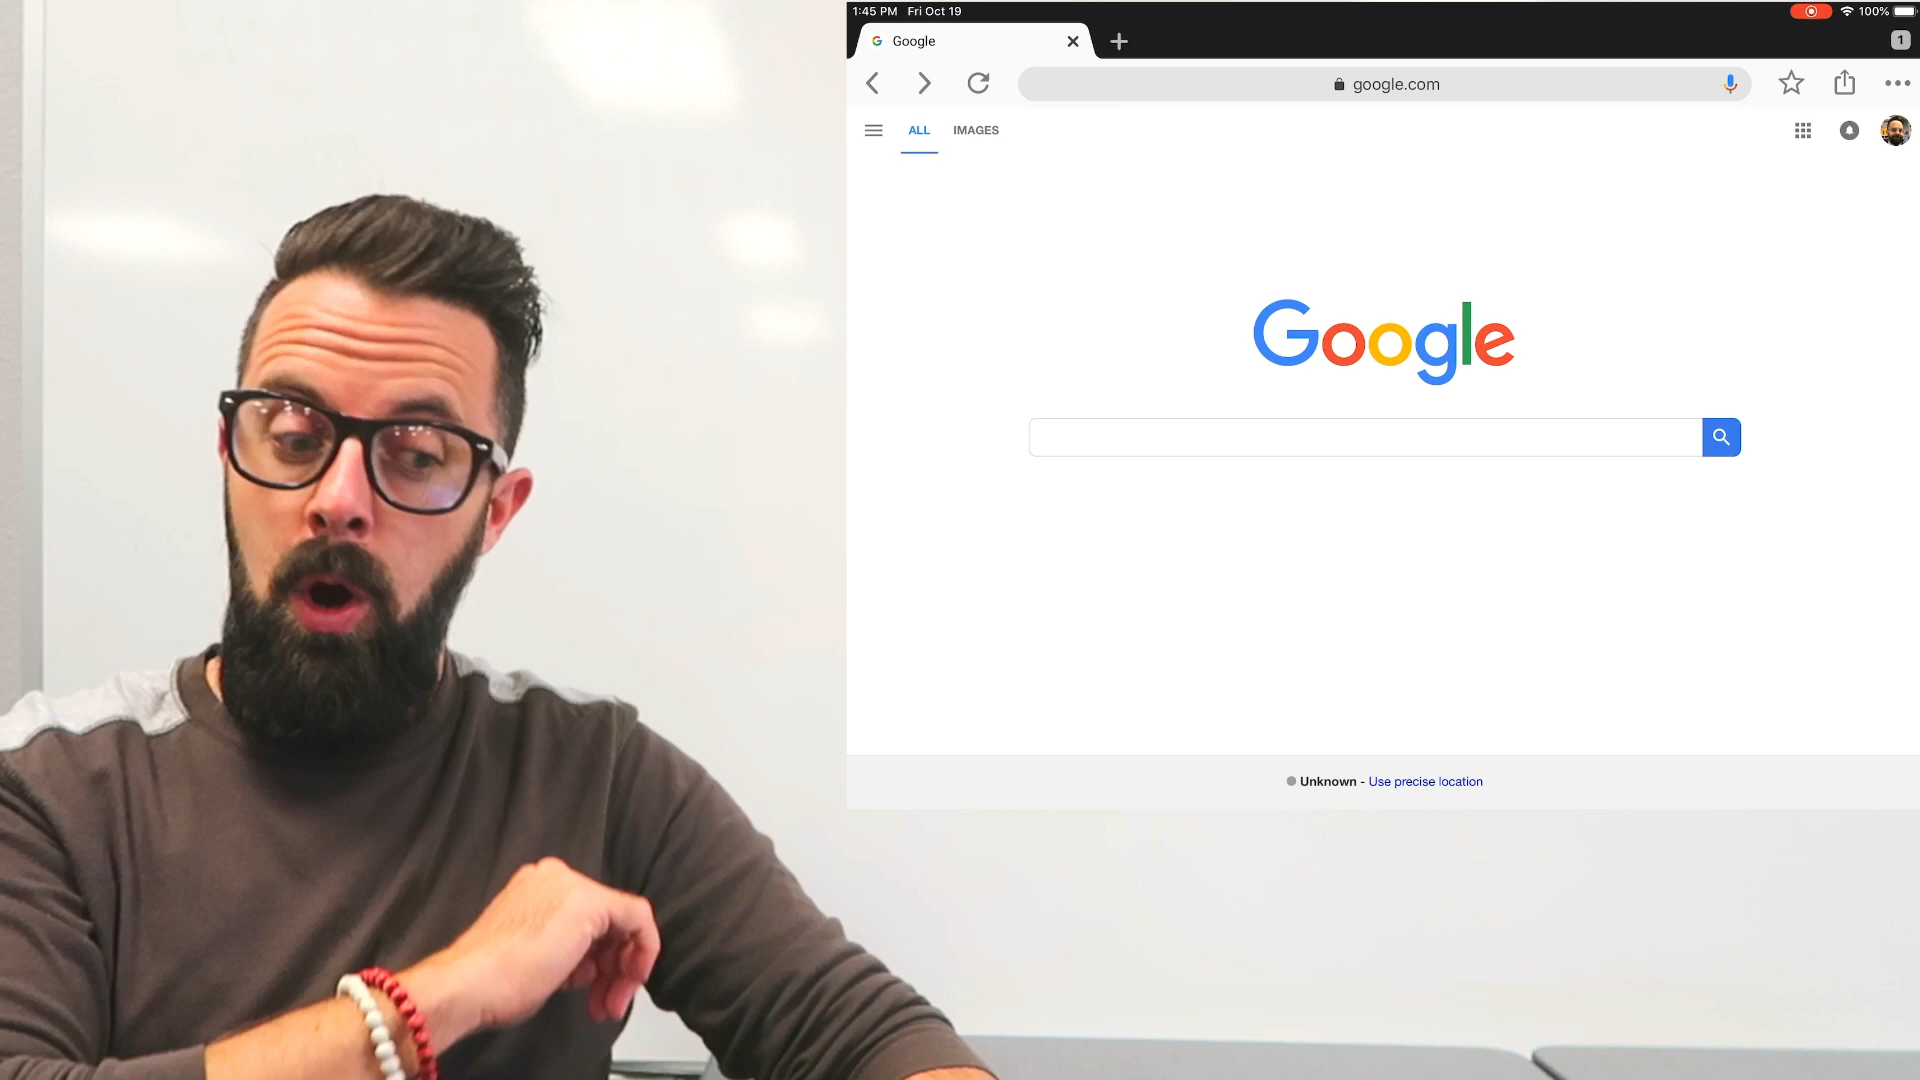 1:45 PM Fri Oct 19 100%
Google 1
google.com
ALL IMAGES
Google
Unknown - Use precise location